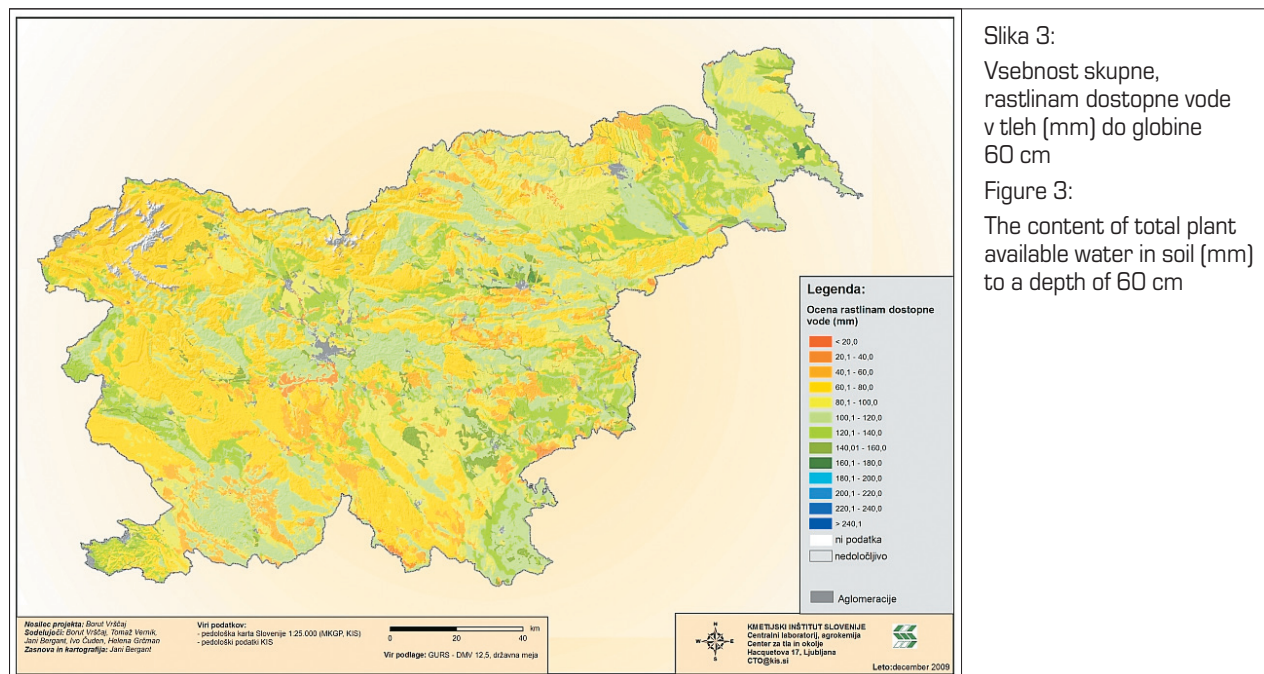 Slika 3:
Vsebnost skupne,
rastlinam dostopne vode
v tleh (mm) do globine
60 cm
Figure 3:
The content of total plant
available water in soil (mm)
to a depth of 60 cm
Legenda:
Ocena rastlinam dostopne
vode (mm)
< 20,0
20,1 - 40,0
40,1 - 60,0
60,1 - 80,0
80,1 - 100,0
100,1 - 120,0
120,1 - 140,0
140,01 - 160,0
160,1 - 180,0
180,1 - 200,0
200,1 - 220,0
220,1 - 240,0
> 240,1
ni podatka
nedoločljivo
Aglomeracije
Nosilec projekta: Borut Vrščaj
Sodelujoči: Borut Vrščaj, Tomaž Vernik,
Jani Bergant, Ivo Čuden, Helena Grčman
Zasnova in kartografija: Jani Bergant
Viri podatkov:
- pedološka karta Slovenije 1:25.000 (MKGP, KIS)
- pedološki podatki KIS
km
0 20 40
Vir podlage: GURS - DMV 12,5, državna meja
N
W E
S
KMETIJSKI INŠTITUT SLOVENIJE
Centralni laboratorij, agrokemija
Center za tla in okolje
Hacquetova 17, Ljubljana
CTO@kis.si
Leto:december 2009